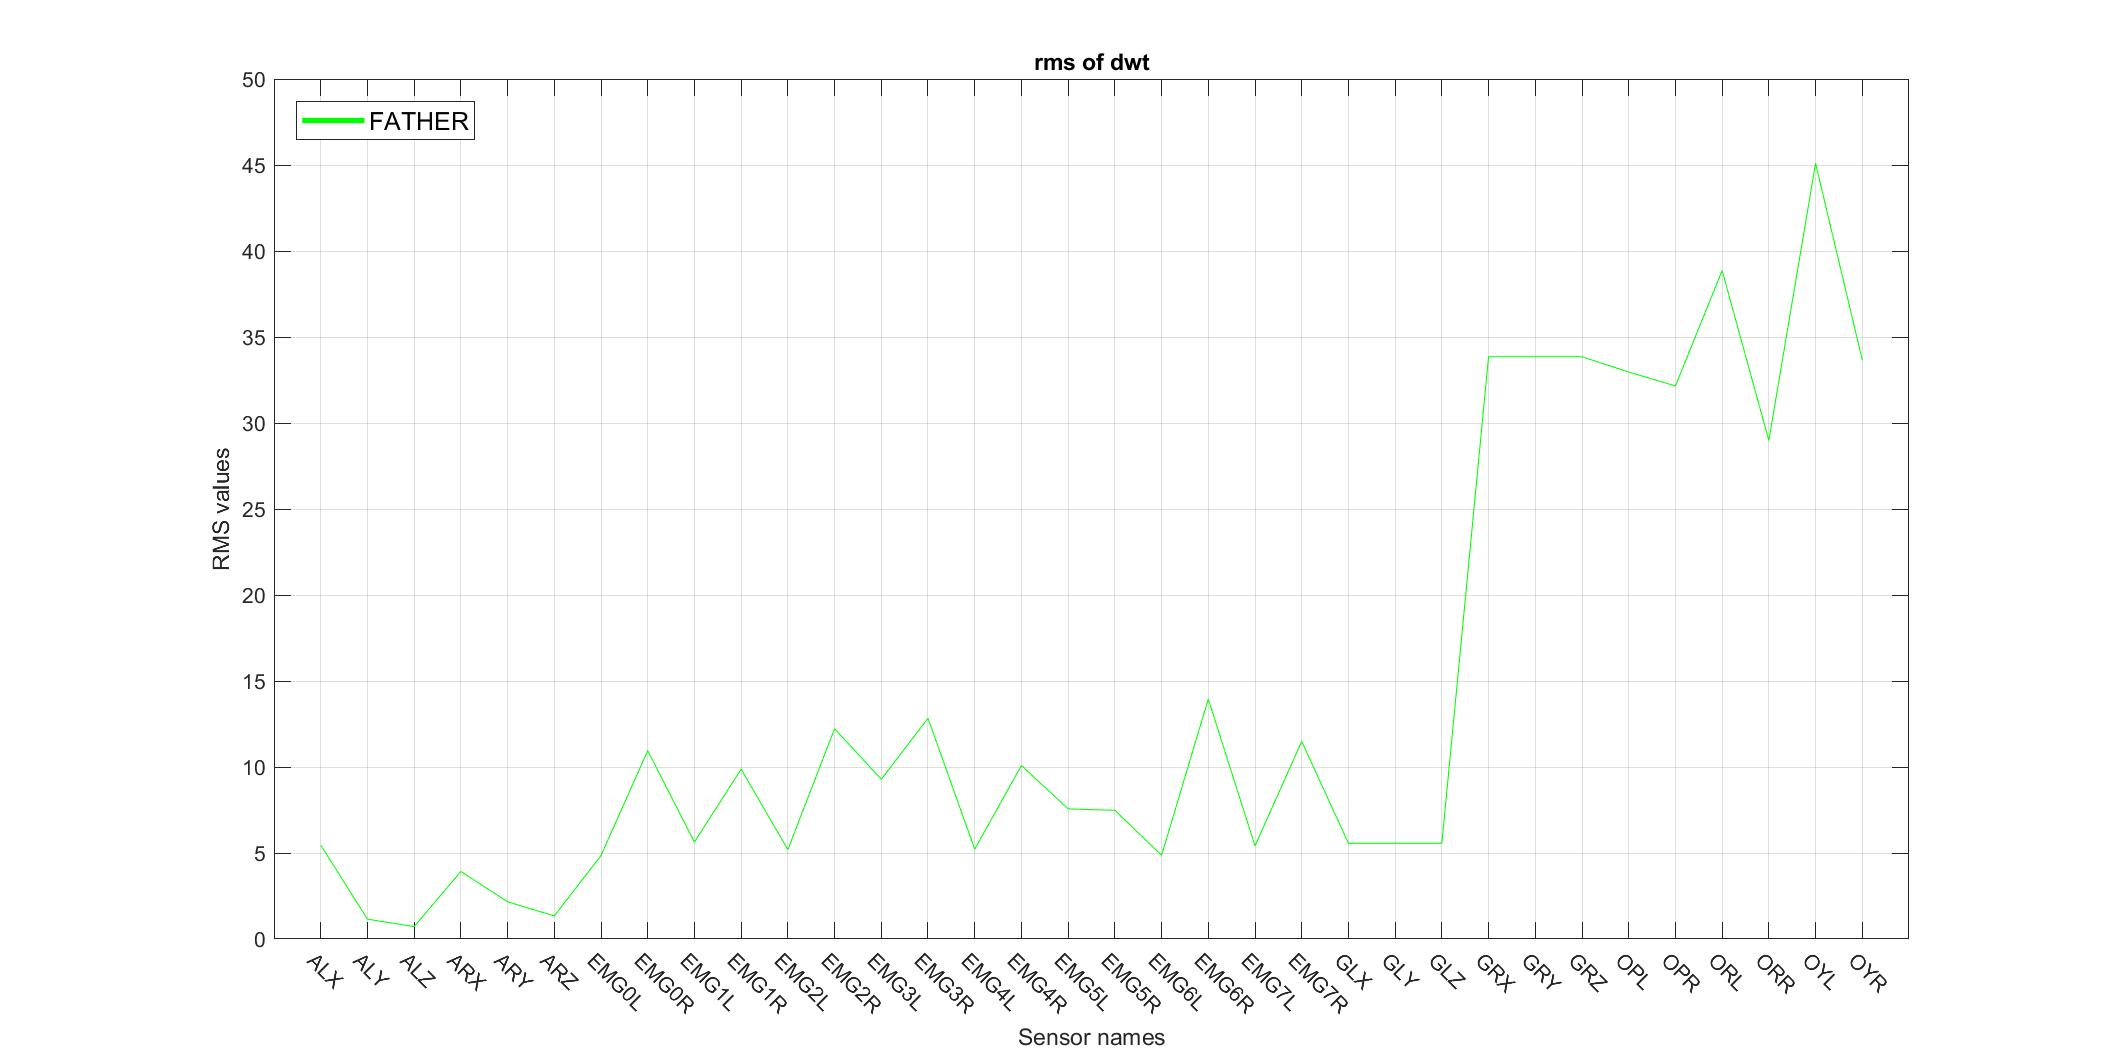 rms of dwt
FATHER
RMS values
50
45
40
35
30
25
20
15
10
5
0
ALX
ALY
ALZ
ARX
ARY
ARZ
EMG0L
EMG0R
EMG1L
EMG1R
EMG2L
EMG2R
EMG3L
EMG3R
EMG4L
EMG4R
EMG5L
EMG5R
EMG6L
EMG6R
EMG7L
EMG7R
GLX
GLY
GLZ
GRX
GRY
GRZ
OPL
OPR
ORL
ORR
OYL
OYR
Sensor names